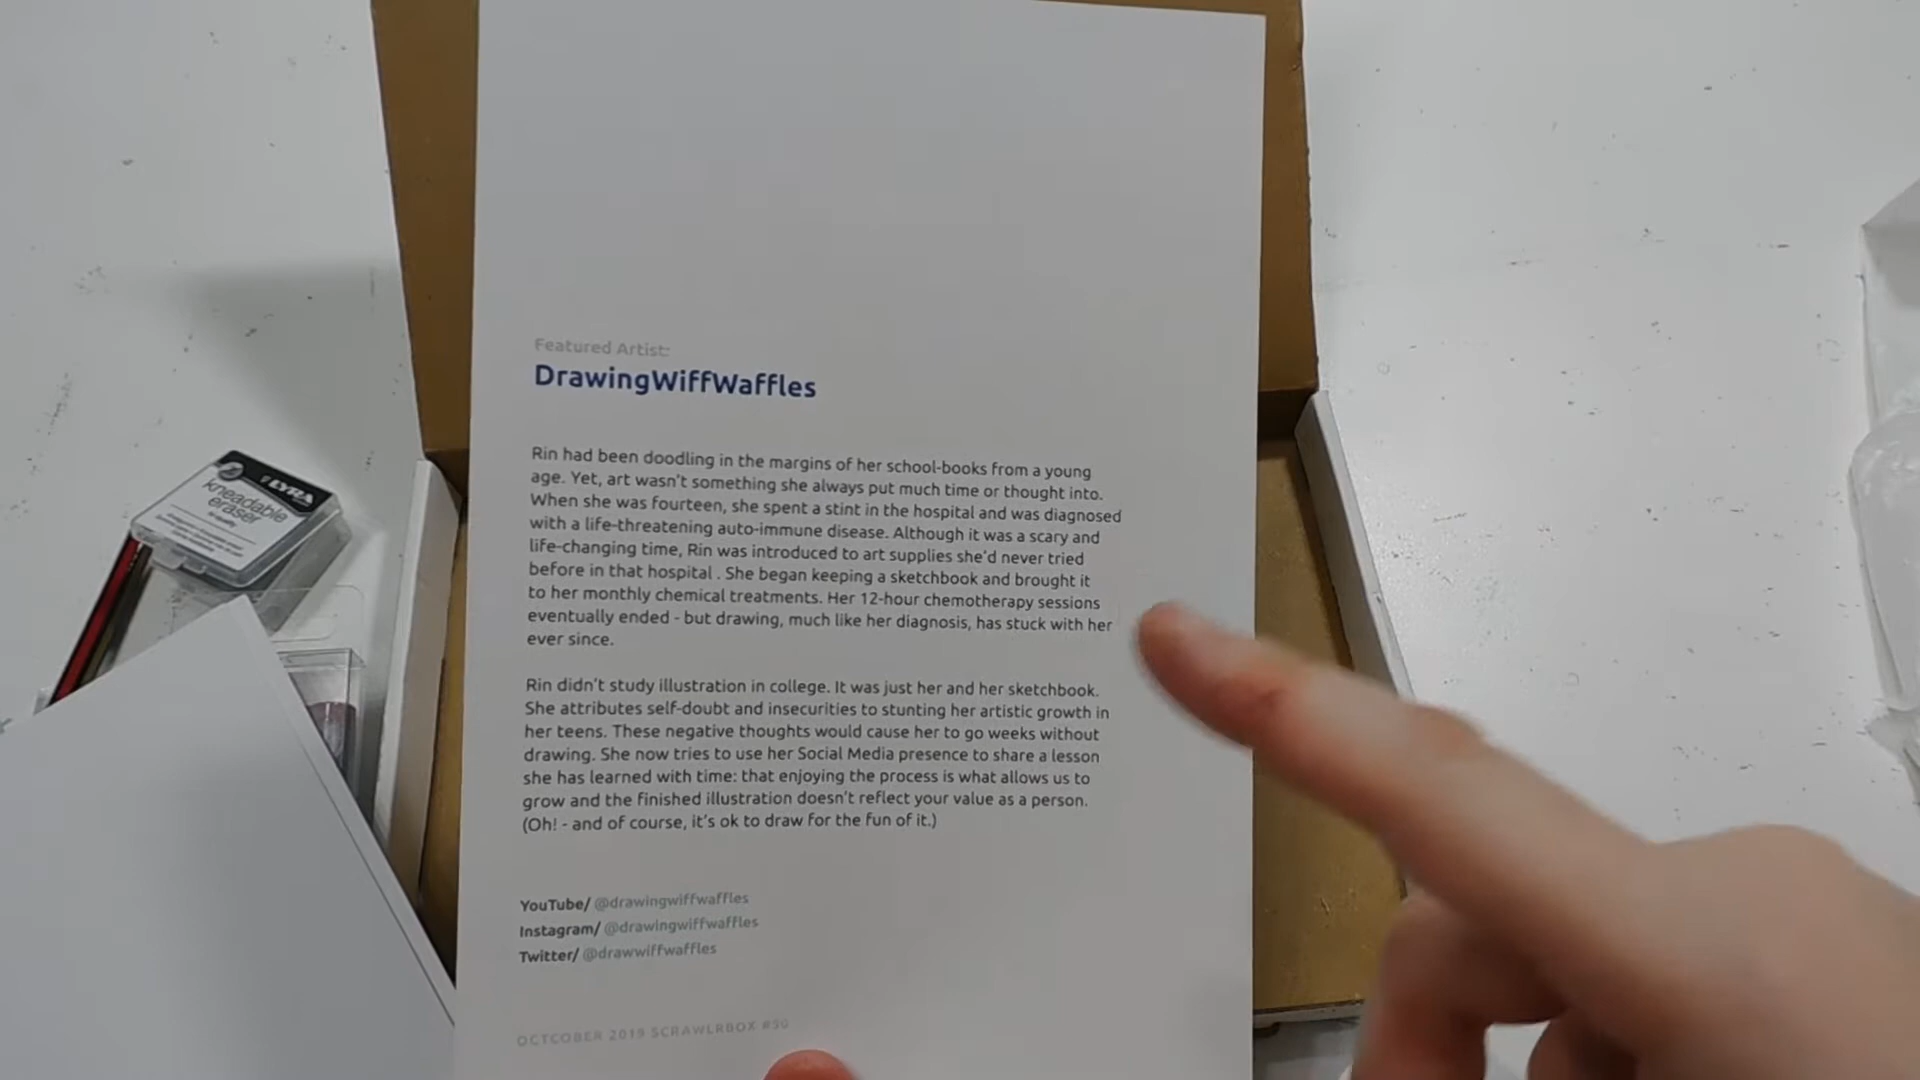 Featured Artist:
DrawingWiffWaffles
Rin had been doodling in the margins of her school-books from a young
age. Yet, art wasn't something she always put much time or thought into.
When she was fourteen, she spent a stint in the hospital and was diagnosed
with a life-threatening auto-immune disease. Although it was a scary and
life-changing time, Rin was introduced to art supplies she'd never tried
before in that hospital . She began keeping a sketchbook and brought it
to her monthly chemical treatments. Her 12-hour chemotherapy sessions
eventually ended - but drawing, much like her diagnosis, has stuck with her
ever since.
Rin didn't study illustration in college. It was just her and her sketchbook.
She attributes self-doubt and insecurities to stunting her artistic growth in
her teens. These negative thoughts would cause her to go weeks without
drawing. She now tries to use her Social Media presence to share a lesson
she has learned with time: that enjoying the process is what allows us to
grow and the finished illustration doesn't reflect your value as a person.
(Oh! - and of course, it's ok to draw for the fun of it.)
YouTube/ @drawingwiffwaffles
Instagram/ @drawingwiffwaffles
Twitter/ @drawwiffwaffles
OCTCOBER 2019 SCRAWLRBOX #50
LYRA
kneadable
eraser